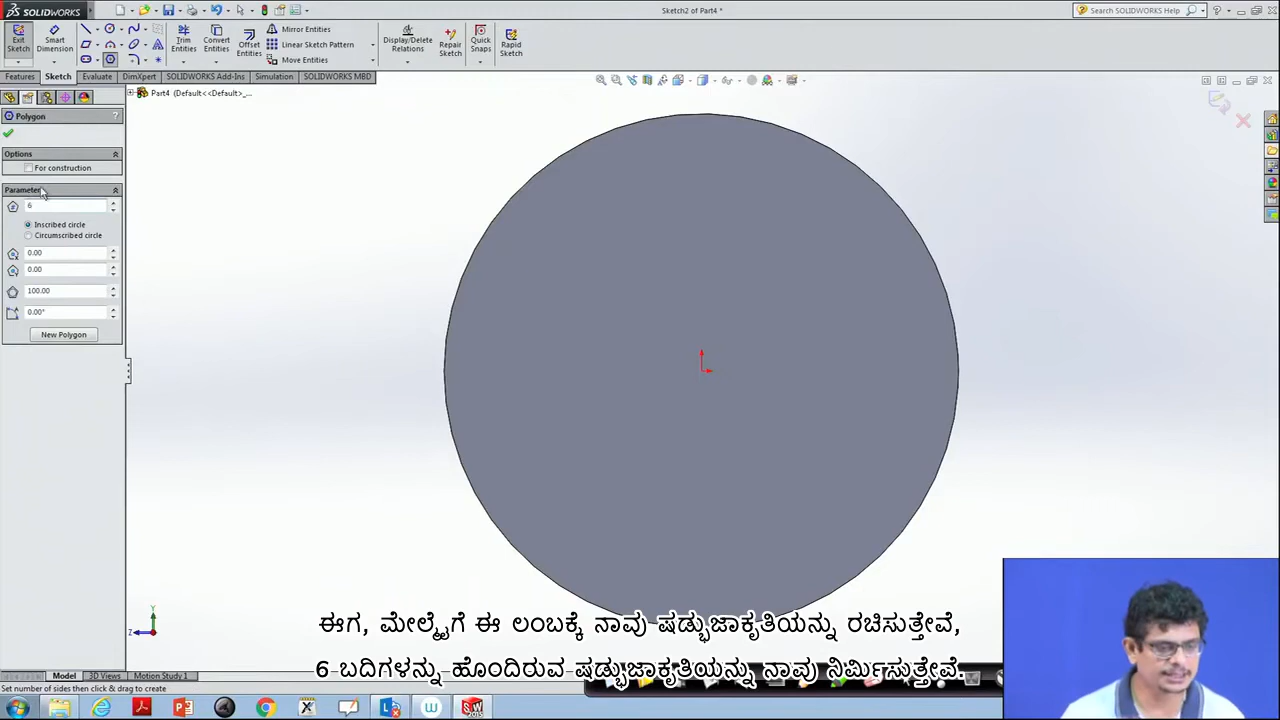 SOLIDWORKS
Sketch2 of Part4 *
Search SOLIDWORKS Help
Exit Sketch
Smart Dimension
Trim Entities
Convert Entities
Offset Entities
Mirror Entities
Linear Sketch Pattern
Move Entities
Display/Delete Relations
Repair Sketch
Quick Snaps
Rapid Sketch
Features Sketch Evaluate DimXpert SOLIDWORKS Add-Ins Simulation SOLIDWORKS MBD
Part4 (Default<<Default>_...
Polygon
Options
For construction
Parameter
6
Inscribed circle
Circumscribed circle
0.00
0.00
100.00
0.00°
New Polygon
Y
Z
ಈಗ, ಮೇಲ್ಮೈಗೆ ಈ ಲಂಬಕ್ಕೆ ನಾವು ಷಡ್ಭುಜಾಕೃತಿಯನ್ನು ರಚಿಸುತ್ತೇವೆ,
6 ಬದಿಗಳನ್ನು ಹೊಂದಿರುವ ಷಡ್ಭುಜಾಕೃತಿಯನ್ನು ನಾವು ನಿರ್ಮಿಸುತ್ತೇವೆ.
Model 3D Views Motion Study 1
Set number of sides then click & drag to create